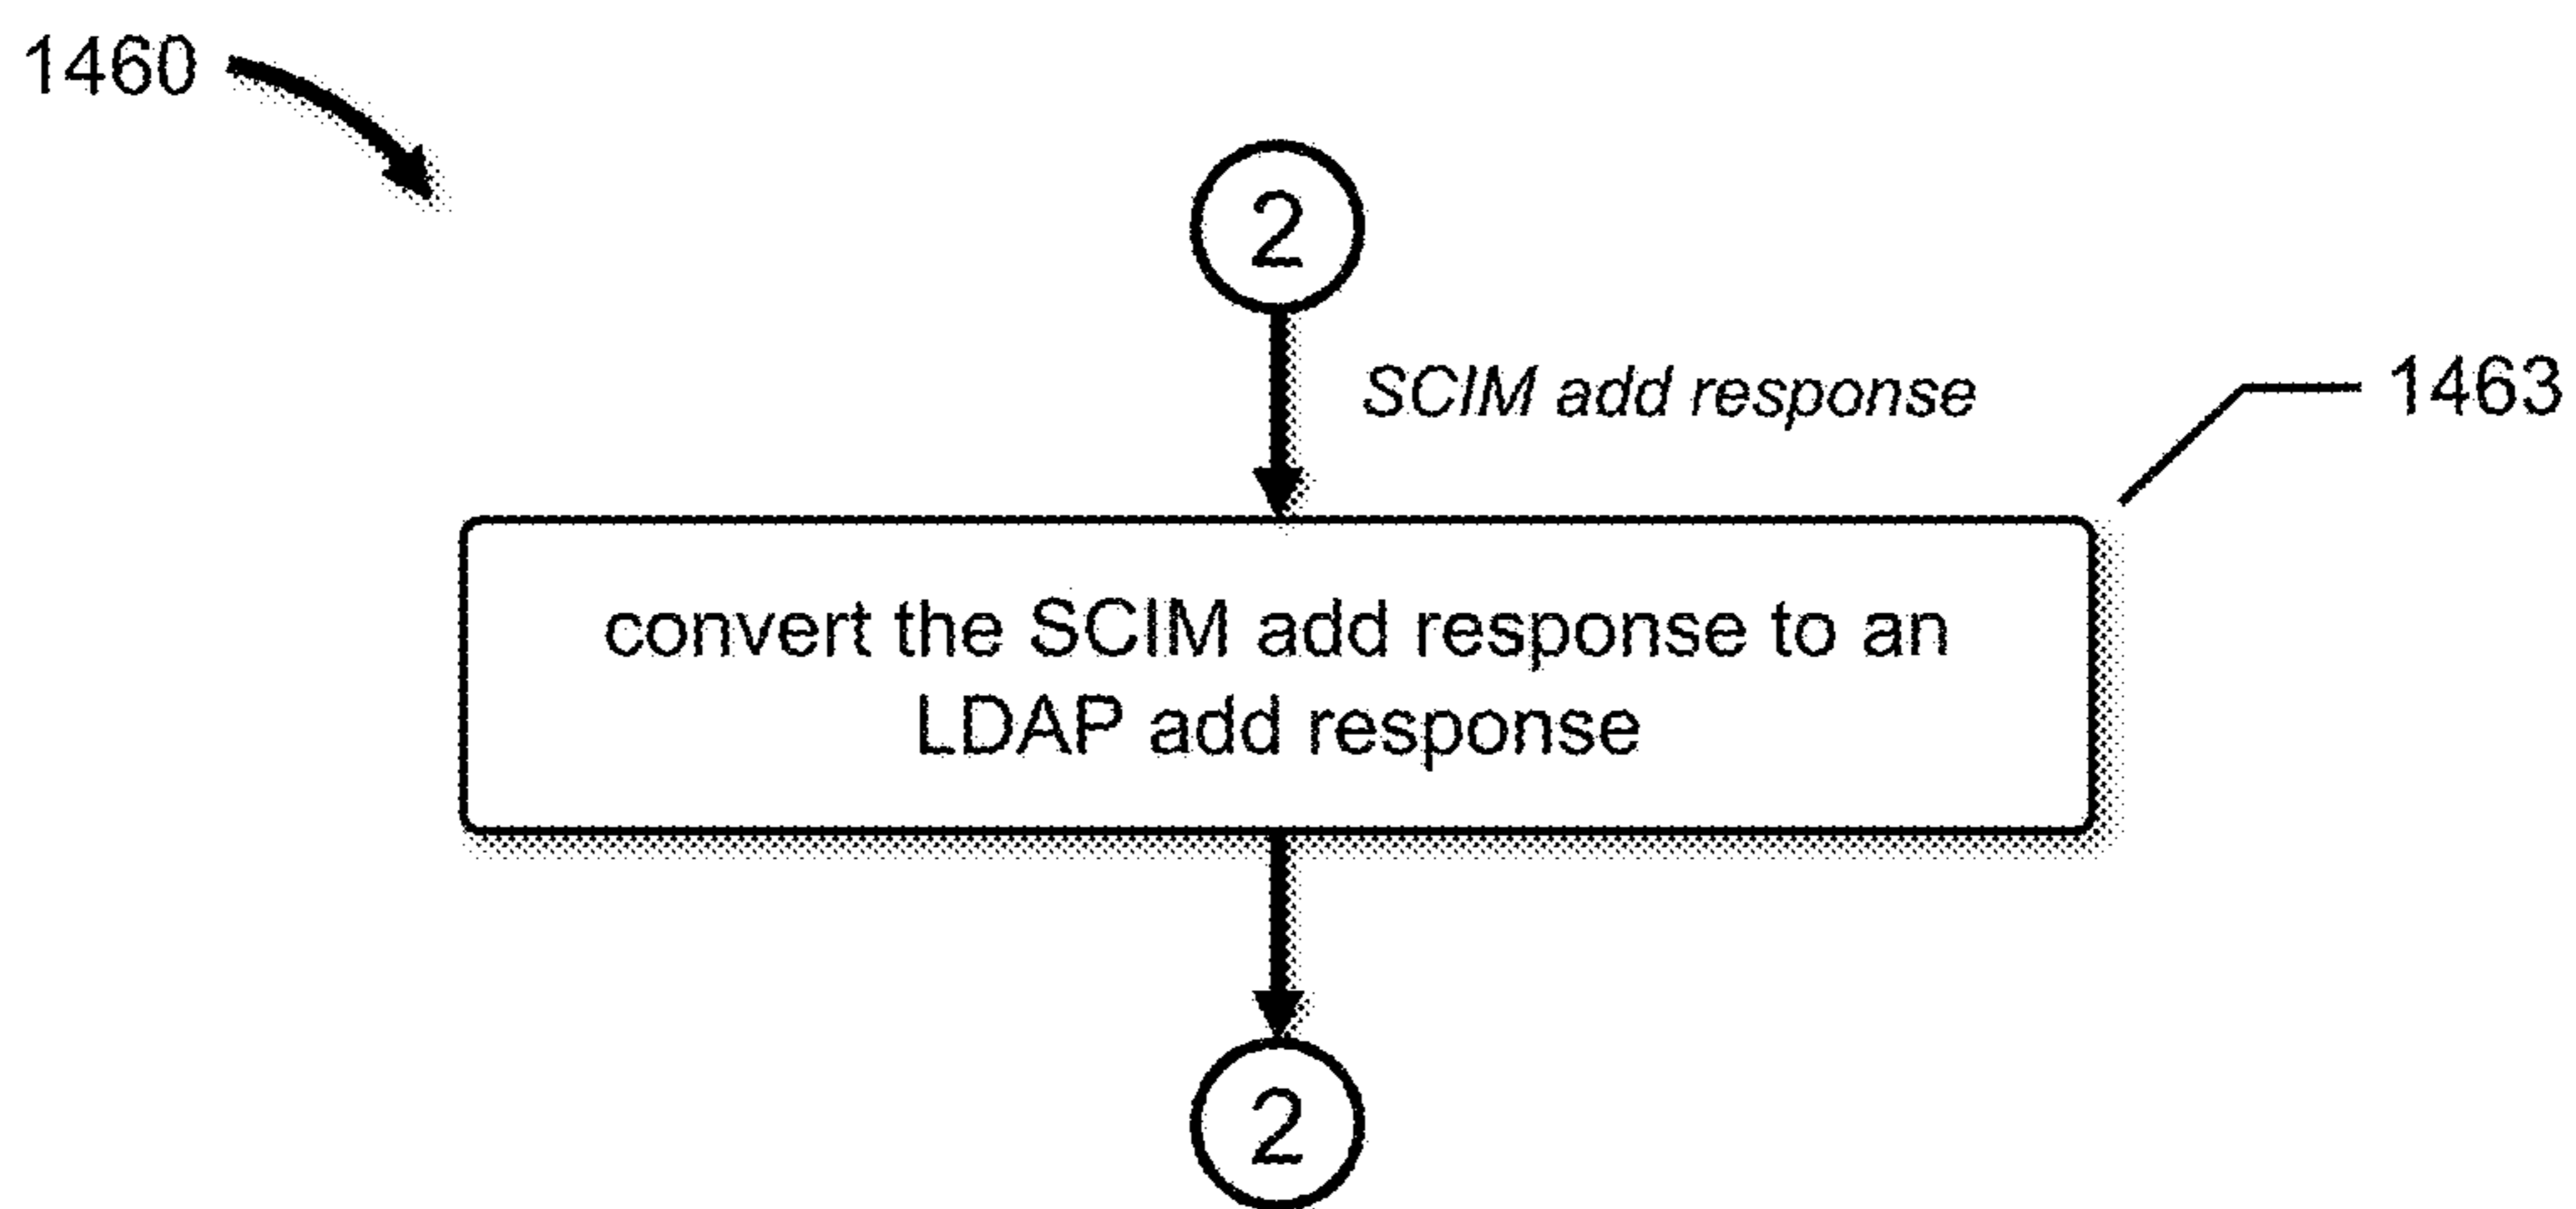 1460
2
SCIM add response
1463
convert the SCIM add response to an
LDAP add response
2